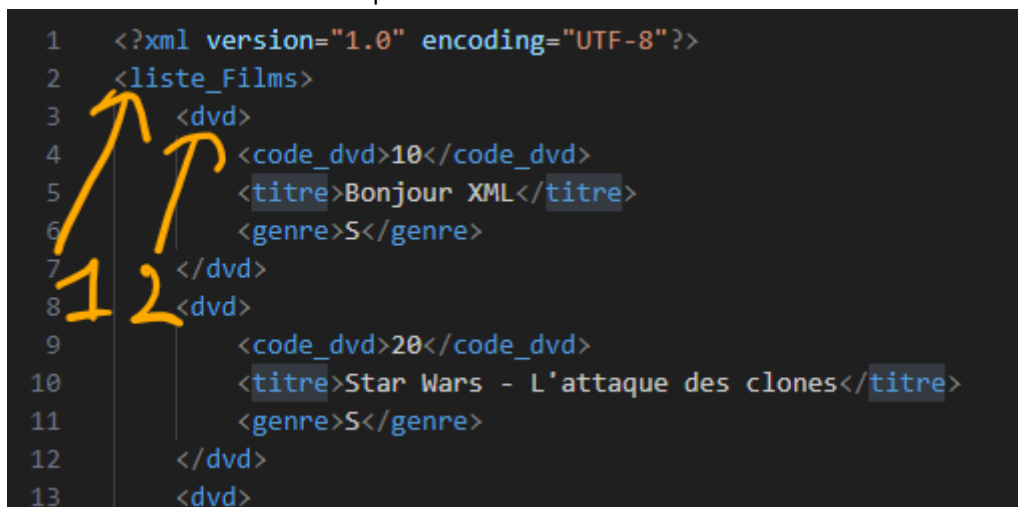 1 <?xml version="1.0" encoding="UTF-8"?>
2 <liste_Films>
3 <dvd>
4 <code_dvd>10</code_dvd>
5 <titre>Bonjour XML</titre>
6 <genre>S</genre>
7 </dvd>
1 2
8 <dvd>
9 <code_dvd>20</code_dvd>
10 <titre>Star Wars - L'attaque des clones</titre>
11 <genre>S</genre>
12 </dvd>
13 <dvd>